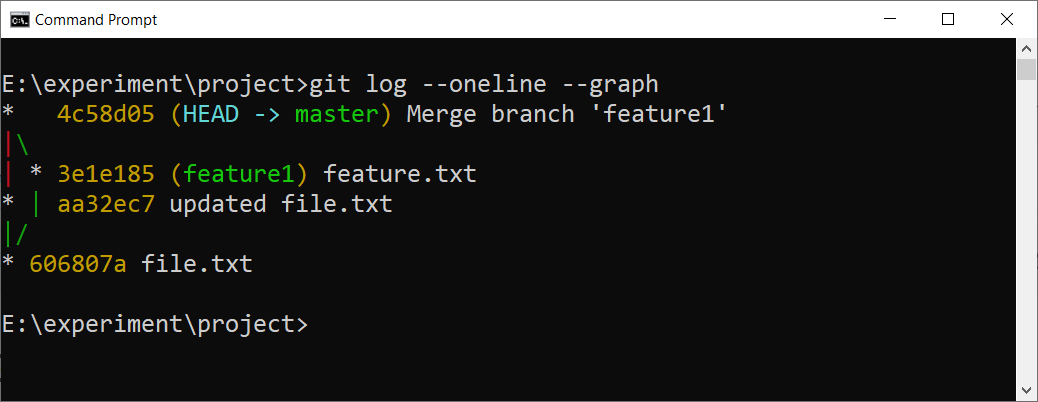 Command Prompt
E:\experiment\project>git log --oneline --graph
*   4c58d05 (HEAD -> master) Merge branch 'feature1'
|\
| * 3e1e185 (feature1) feature.txt
* | aa32ec7 updated file.txt
|/
* 606807a file.txt
E:\experiment\project>